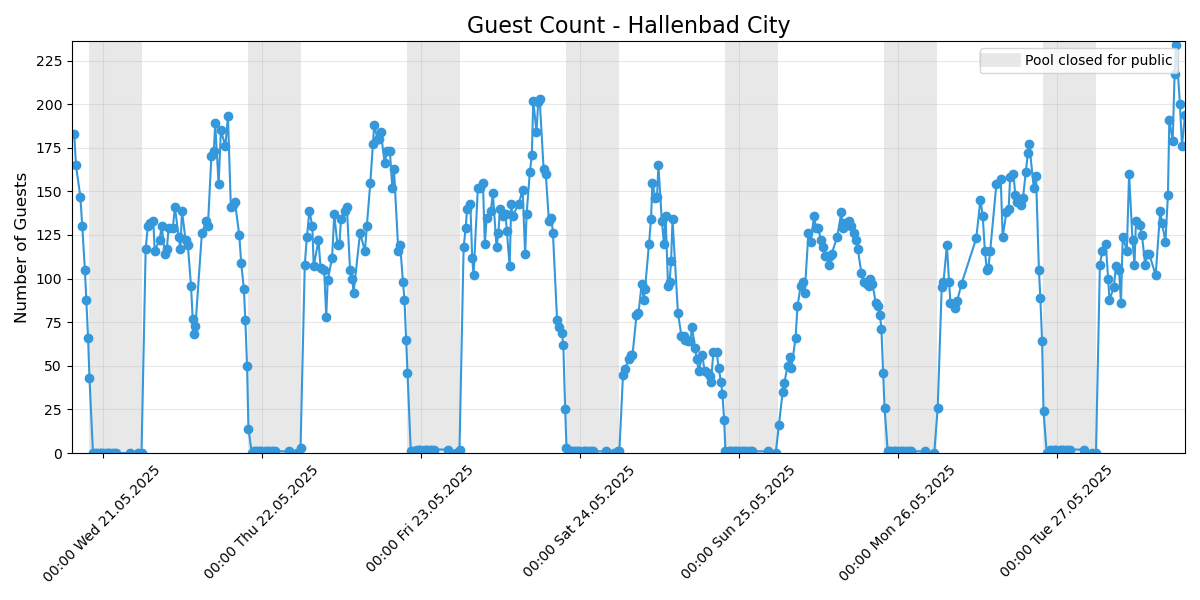 Guest Count - Hallenbad City
Number of Guests
225
200
175
150
125
100
75
50
25
0
Pool closed for public
00:00 Wed 21.05.2025
00:00 Thu 22.05.2025
00:00 Fri 23.05.2025
00:00 Sat 24.05.2025
00:00 Sun 25.05.2025
00:00 Mon 26.05.2025
00:00 Tue 27.05.2025